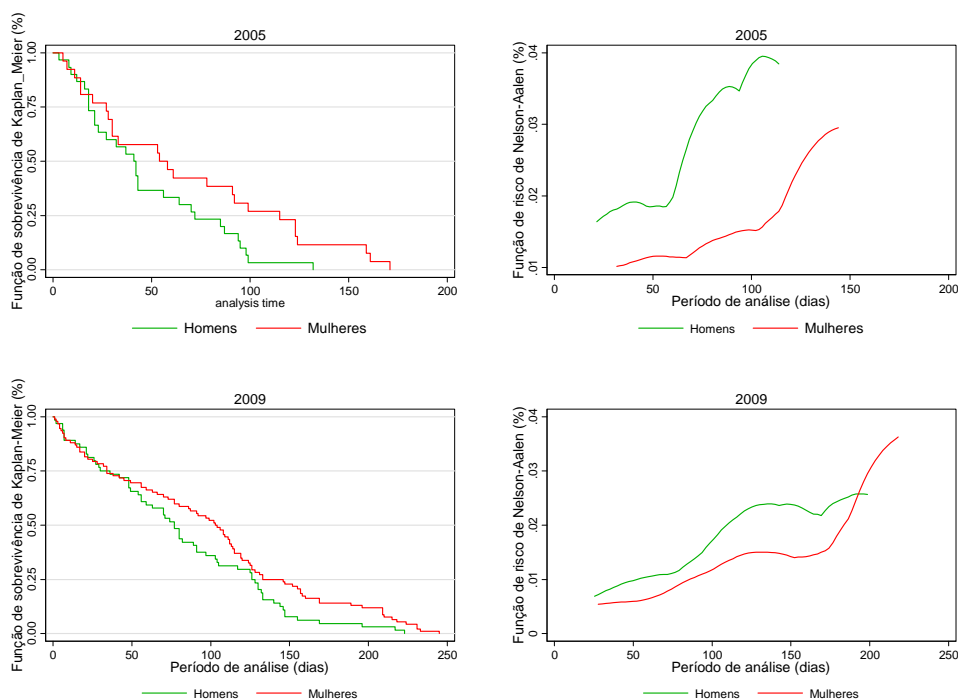 2005
Função de sobrevivência de Kaplan_Meier (%)
1.00
0.75
0.50
0.25
0.00
0 50 100 150 200
analysis time
Homens Mulheres
2005
Função de risco de Nelson-Aalen (%)
.04
.03
.02
.01
0 50 100 150 200
Período de análise (dias)
Homens Mulheres
2009
Função de sobrevivência de Kaplan-Meier (%)
1.00
0.75
0.50
0.25
0.00
0 50 100 150 200 250
Período de análise (dias)
Homens Mulheres
2009
Função de risco de Nelson-Aalen (%)
.04
.03
.02
.01
0
0 50 100 150 200 250
Período de análise (dias)
Homens Mulheres